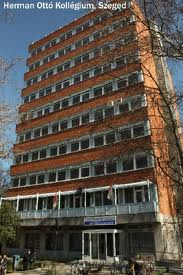 Herman Ottó Kollégium, Szeged